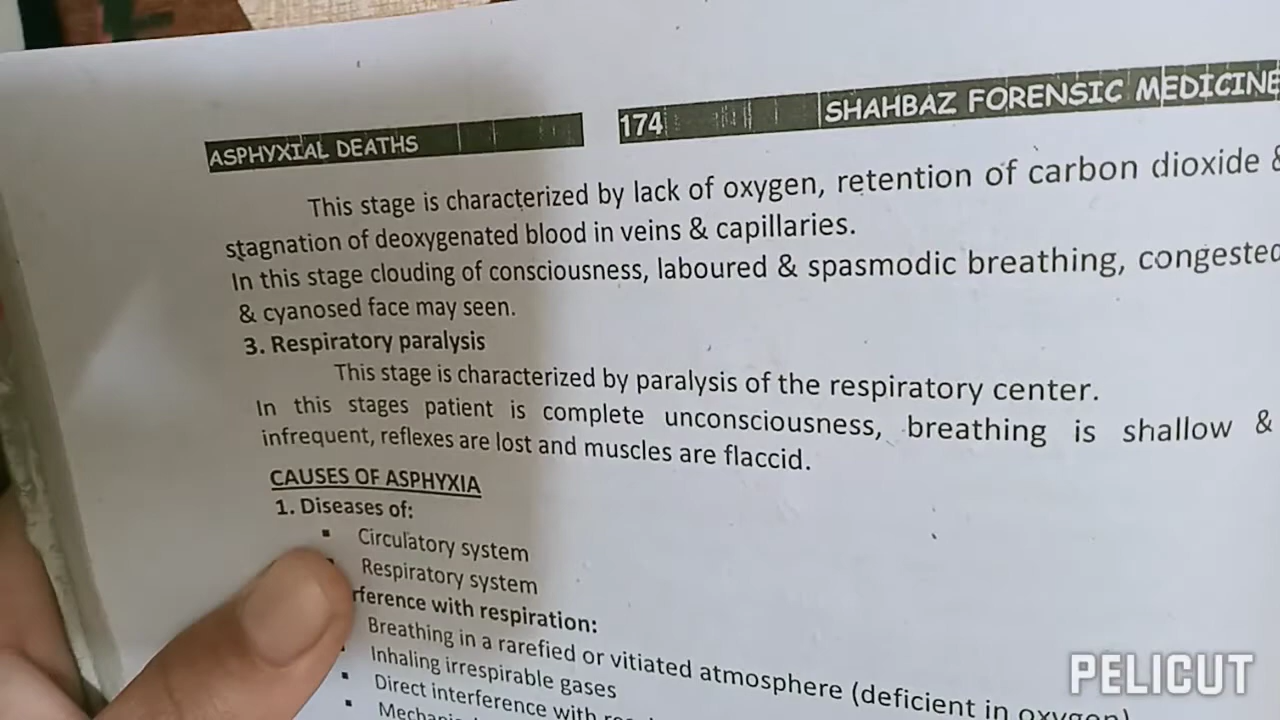 ASPHYXIAL DEATHS 174 SHAHBAZ FORENSIC MEDICINE
This stage is characterized by lack of oxygen, retention of carbon dioxide &
stagnation of deoxygenated blood in veins & capillaries.
In this stage clouding of consciousness, laboured & spasmodic breathing, congested
& cyanosed face may seen.
3. Respiratory paralysis
This stage is characterized by paralysis of the respiratory center.
In this stages patient is complete unconsciousness, breathing is shallow &
infrequent, reflexes are lost and muscles are flaccid.
CAUSES OF ASPHYXIA
1. Diseases of:
▪ Circulatory system
▪ Respiratory system
rference with respiration:
Breathing in a rarefied or vitiated atmosphere (deficient in oxygen)
▪ Inhaling irrespirable gases
▪ Direct interference with
▪
PELICUT